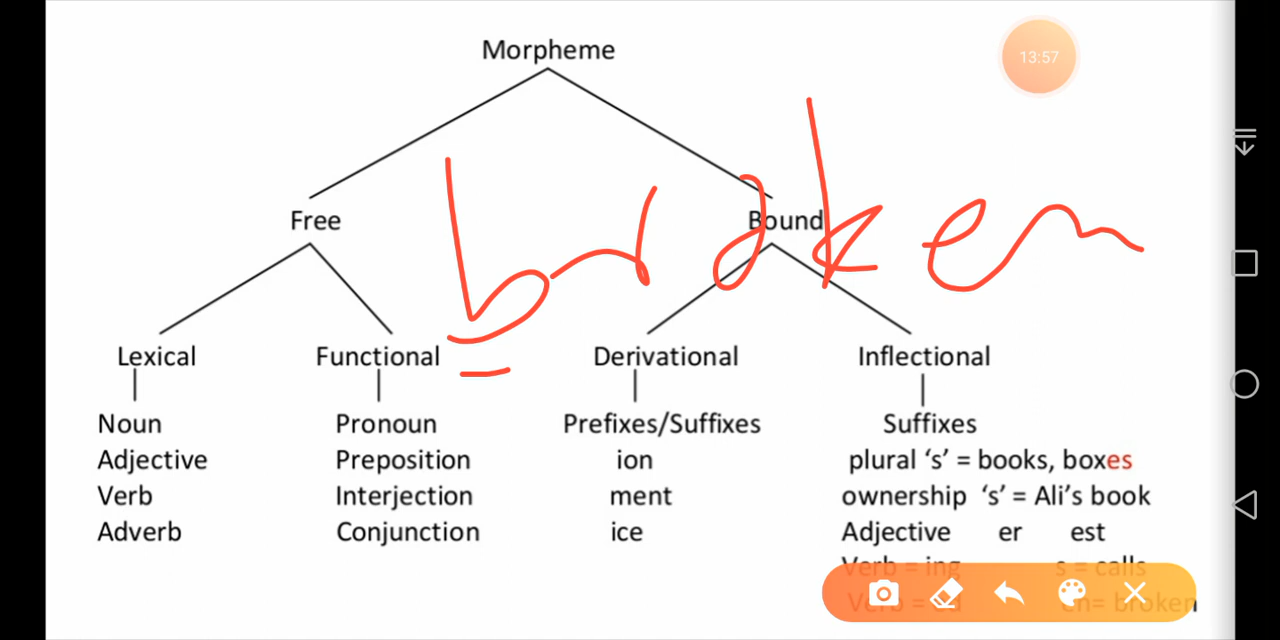 Morpheme
13:57
Free
Bound
broken
Lexical
Functional
Derivational
Inflectional
Noun
Pronoun
Prefixes/Suffixes
Suffixes
Adjective
Preposition
ion
plural ‘s’ = books, boxes
Verb
Interjection
ment
ownership ‘s’ = Ali’s book
Adverb
Conjunction
ice
Adjective er est
Verb = ing s = calls
Verb = ed en= broken